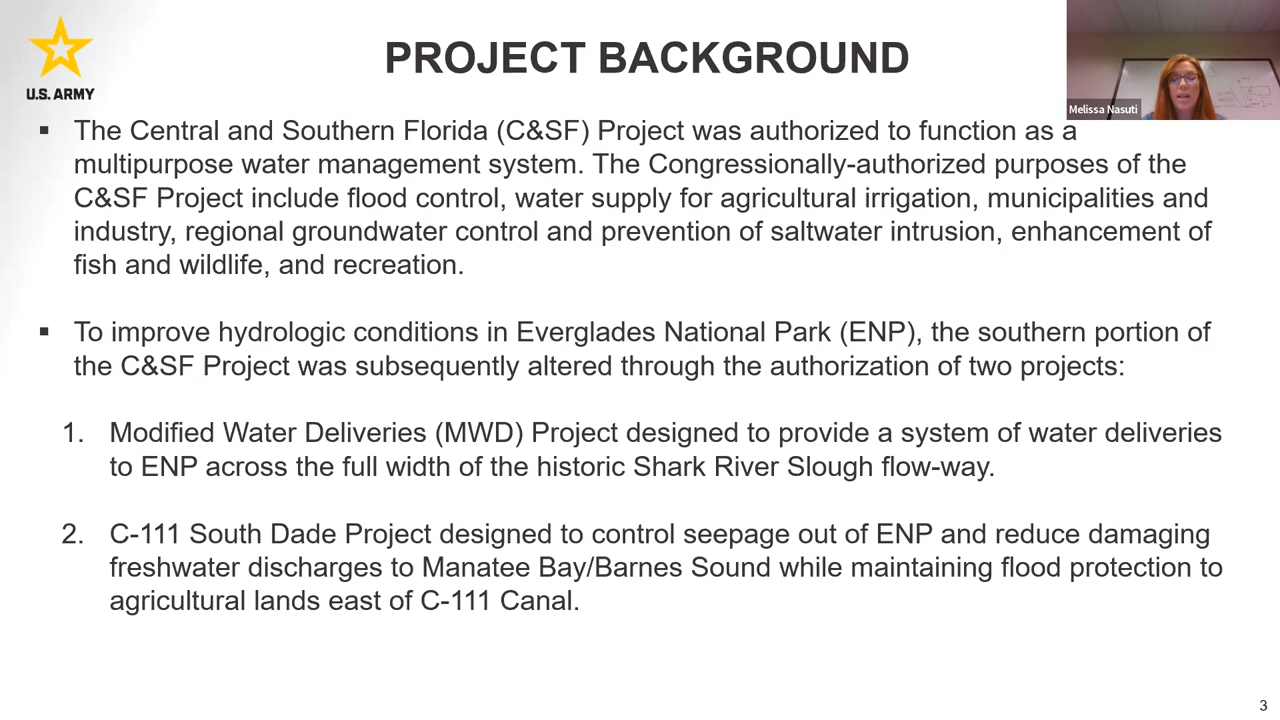 PROJECT BACKGROUND
U.S. ARMY
Melissa Nasuti
▪ The Central and Southern Florida (C&SF) Project was authorized to function as a
multipurpose water management system. The Congressionally-authorized purposes of the
C&SF Project include flood control, water supply for agricultural irrigation, municipalities and
industry, regional groundwater control and prevention of saltwater intrusion, enhancement of
fish and wildlife, and recreation.
▪ To improve hydrologic conditions in Everglades National Park (ENP), the southern portion of
the C&SF Project was subsequently altered through the authorization of two projects:
1. Modified Water Deliveries (MWD) Project designed to provide a system of water deliveries
to ENP across the full width of the historic Shark River Slough flow-way.
2. C-111 South Dade Project designed to control seepage out of ENP and reduce damaging
freshwater discharges to Manatee Bay/Barnes Sound while maintaining flood protection to
agricultural lands east of C-111 Canal.
3